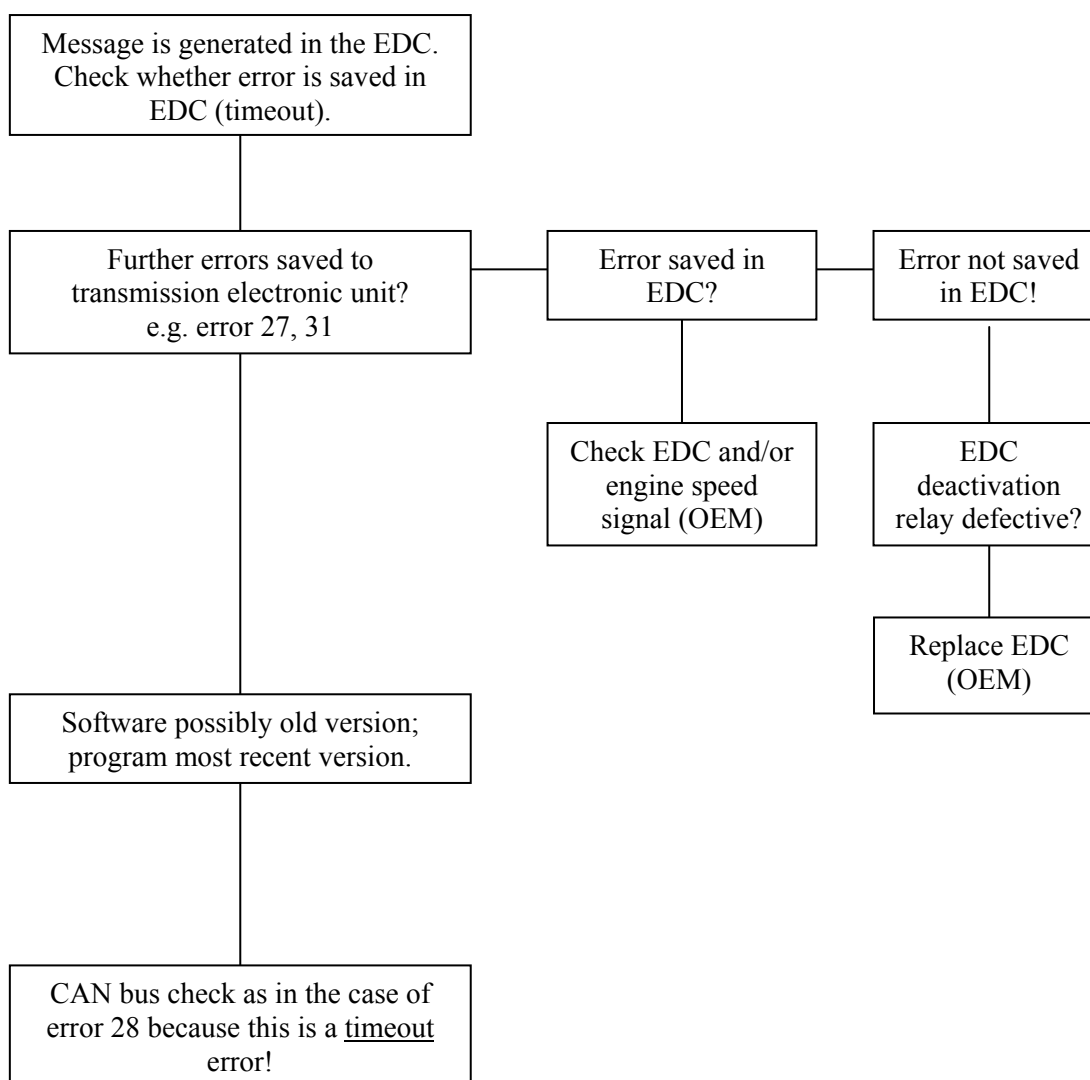 Message is generated in the EDC.
Check whether error is saved in
EDC (timeout).
Further errors saved to
transmission electronic unit?
e.g. error 27, 31
Error saved in
EDC?
Error not saved
in EDC!
Check EDC and/or
engine speed
signal (OEM)
EDC
deactivation
relay defective?
Replace EDC
(OEM)
Software possibly old version;
program most recent version.
CAN bus check as in the case of
error 28 because this is a timeout
error!